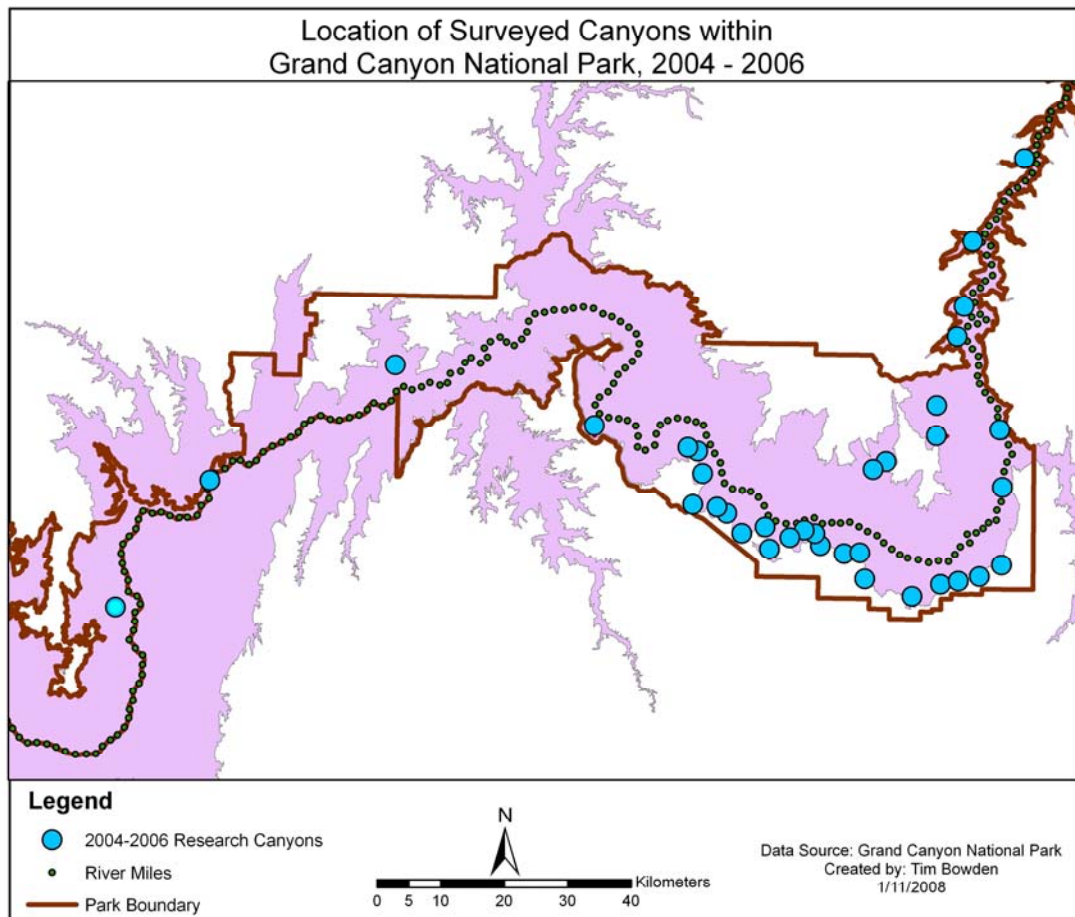 Location of Surveyed Canyons within
Grand Canyon National Park, 2004 - 2006
Legend
2004-2006 Research Canyons
River Miles
Park Boundary
N
Kilometers
0 5 10 20 30 40
Data Source: Grand Canyon National Park
Created by: Tim Bowden
1/11/2008